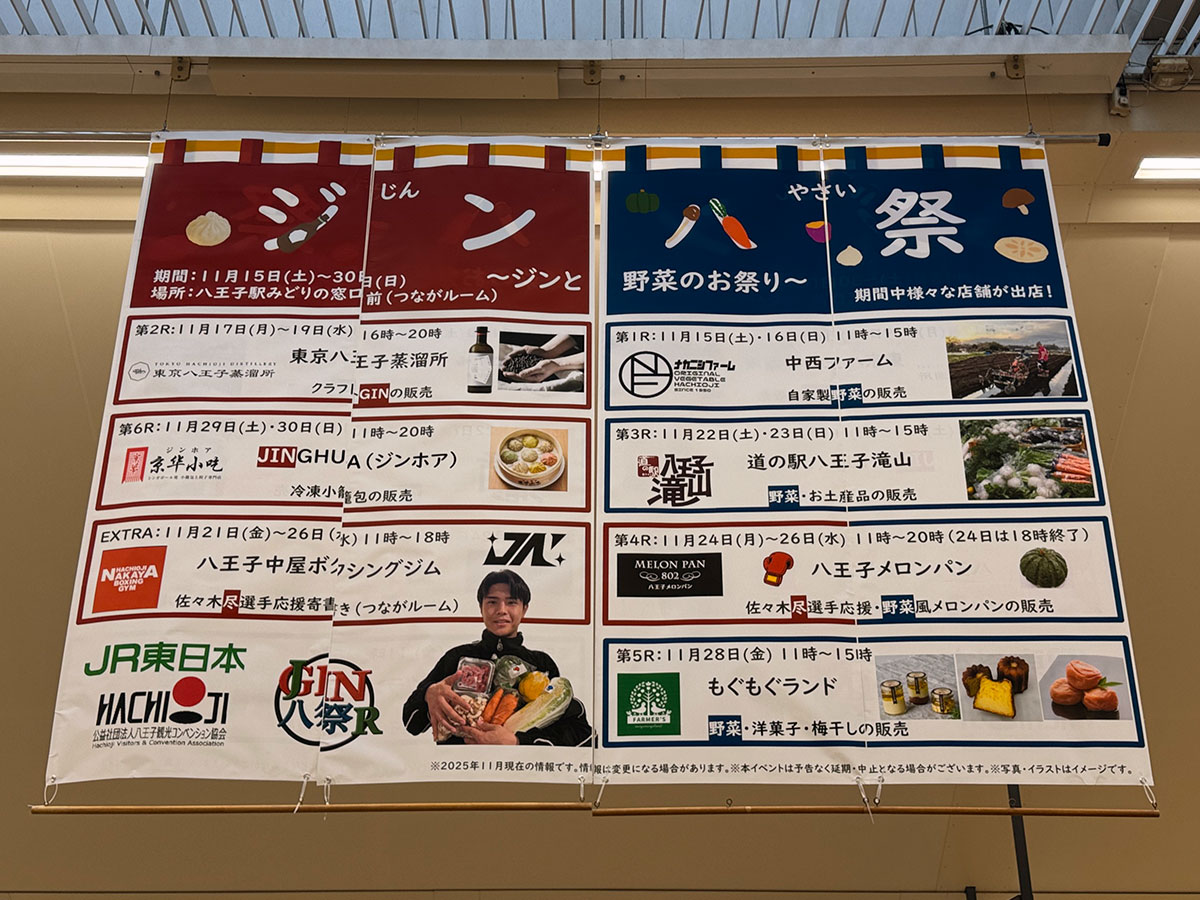 じん
やさい
ジン八祭
期間：11月15日(土)～30日(日)
場所：八王子駅みどりの窓口前(つながルーム)
～ジンと野菜のお祭り～
期間中様々な店舗が出店！
第2R：11月17日(月)～19日(水) 16時～20時
TOKYO HACHIOJI DISTILLERY
東京八王子蒸溜所
東京八王子蒸溜所
クラフトGINの販売
第6R：11月29日(土)・30日(日) 11時～20時
ジンホア
京华小吃
JINGHUA(ジンホア)
冷凍小籠包の販売
EXTRA：11月21日(金)～26日(水) 11時～18時
HACHIOJI
NAKAYA
BOXING
GYM
八王子中屋ボクシングジム
佐々木尽選手応援寄書き(つながルーム)
JN
JR東日本
HACHIOJI
公益社団法人八王子観光コンベンション協会
Hachioji Visitors & Convention Association
GIN
八祭
R
第1R：11月15日(土)・16日(日) 11時～15時
NF
ナカニシファーム
ORIGINAL
VEGETABLE
HACHIOJI
SINCE 1950
中西ファーム
自家製野菜の販売
第3R：11月22日(土)・23日(日) 11時～15時
道の駅
八王子
滝山
道の駅八王子滝山
野菜・お土産品の販売
第4R：11月24日(月)～26日(水) 11時～20時(24日は18時終了)
MELON PAN
802
八王子メロンパン
八王子メロンパン
佐々木尽選手応援・野菜風メロンパンの販売
第5R：11月28日(金) 11時～15時
FARMER'S
もぐもぐランド
野菜・洋菓子・梅干しの販売
※2025年11月現在の情報です。情報は変更になる場合があります。※本イベントは予告なく延期・中止となる場合がございます。※写真・イラストはイメージです。